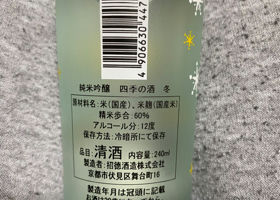 4 906630 447
純米吟醸 四季の酒 冬
原材料名:米(国産)、米麹(国産米)
精米歩合:60%
アルコール分:12度
保存方法:冷暗所にて保存
品目:清酒 内容量:240ml
製造者:招德酒造株式会社
京都市伏見区舞台町16
製造年月は冠頭に記載